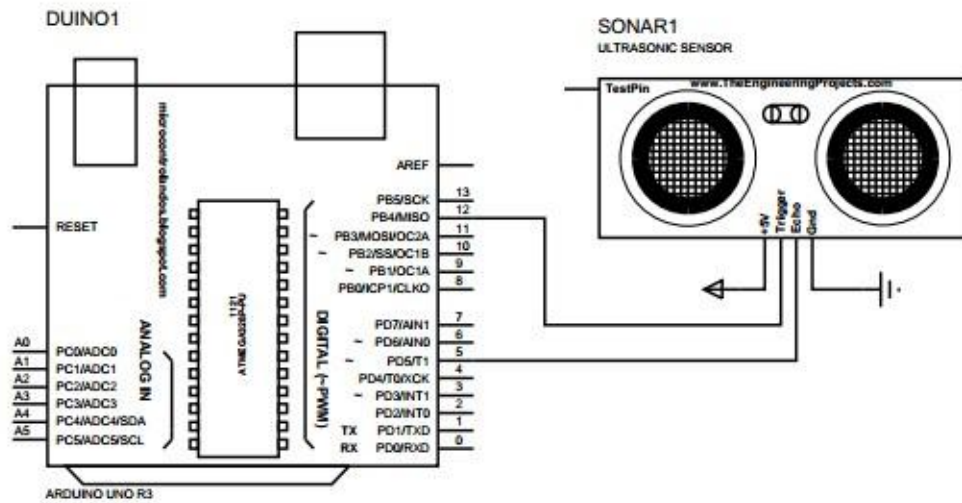 DUINO1
microcontrolandos.blogspot.com
RESET
AREF
PB5/SCK 13
PB4/MISO 12
~ PB3/MOSI/OC2A 11
~ PB2/SS/OC1B 10
~ PB1/OC1A 9
PB0/ICP1/CLKO 8
PD7/AIN1 7
~ PD6/AIN0 6
~ PD5/T1 5
PD4/T0/XCK 4
~ PD3/INT1 3
PD2/INT0 2
TX PD1/TXD 1
RX PD0/RXD 0
1121
ATMEGA328P-PU
DIGITAL (~PWM)
ANALOG IN
A0 PC0/ADC0
A1 PC1/ADC1
A2 PC2/ADC2
A3 PC3/ADC3
A4 PC4/ADC4/SDA
A5 PC5/ADC5/SCL
ARDUINO UNO R3
SONAR1
ULTRASONIC SENSOR
TestPin
www.TheEngineeringProjects.com
+5V
Trigger
Echo
Gnd